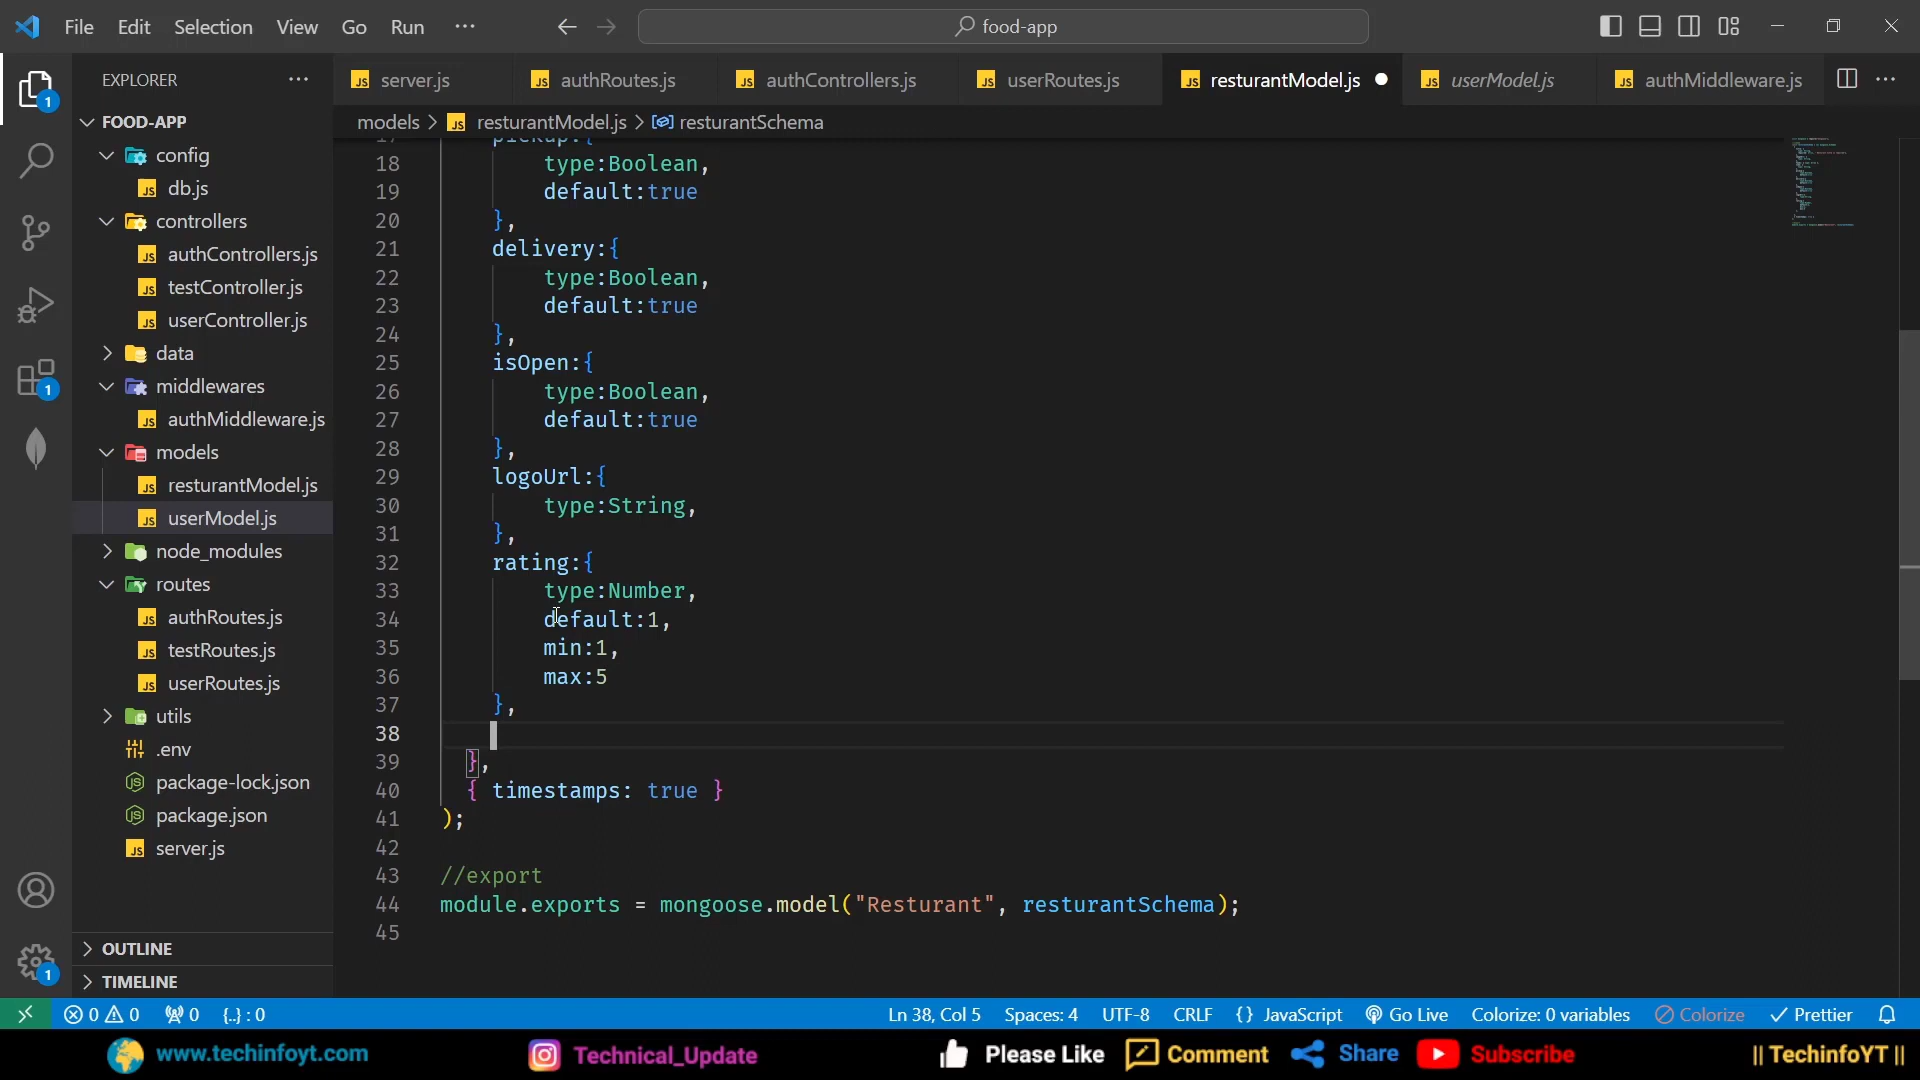 File Edit Selection View Go Run ··· food-app
EXPLORER ···
FOOD-APP
config
db.js
controllers
authControllers.js
testController.js
userController.js
data
middlewares
authMiddleware.js
models
resturantModel.js
userModel.js
node_modules
routes
authRoutes.js
testRoutes.js
userRoutes.js
utils
.env
package-lock.json
package.json
server.js
OUTLINE
TIMELINE
1
1
1
server.js authRoutes.js authControllers.js userRoutes.js resturantModel.js userModel.js authMiddleware.js ···
models > resturantModel.js > resturantSchema
17 pickup:{
18 type:Boolean,
19 default:true
20 },
21 delivery:{
22 type:Boolean,
23 default:true
24 },
25 isOpen:{
26 type:Boolean,
27 default:true
28 },
29 logoUrl:{
30 type:String,
31 },
32 rating:{
33 type:Number,
34 default:1,
35 min:1,
36 max:5
37 },
38
39 },
40 { timestamps: true }
41 );
42
43 //export
44 module.exports = mongoose.model("Resturant", resturantSchema);
45
0 0 0 {..} : 0 Ln 38, Col 5 Spaces: 4 UTF-8 CRLF {} JavaScript Go Live Colorize: 0 variables Colorize Prettier
www.techinfoyt.com Technical_Update Please Like Comment Share Subscribe || TechinfoYT ||